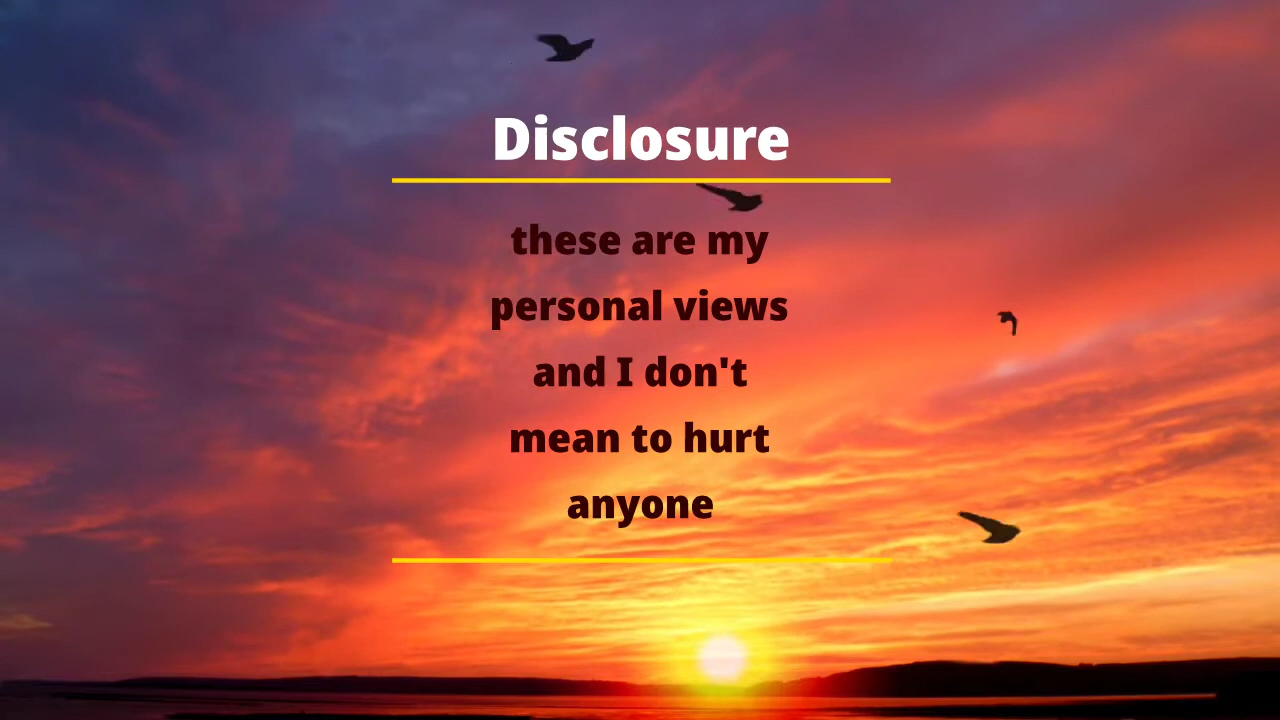 Disclosure
these are my
personal views
and I don't
mean to hurt
anyone